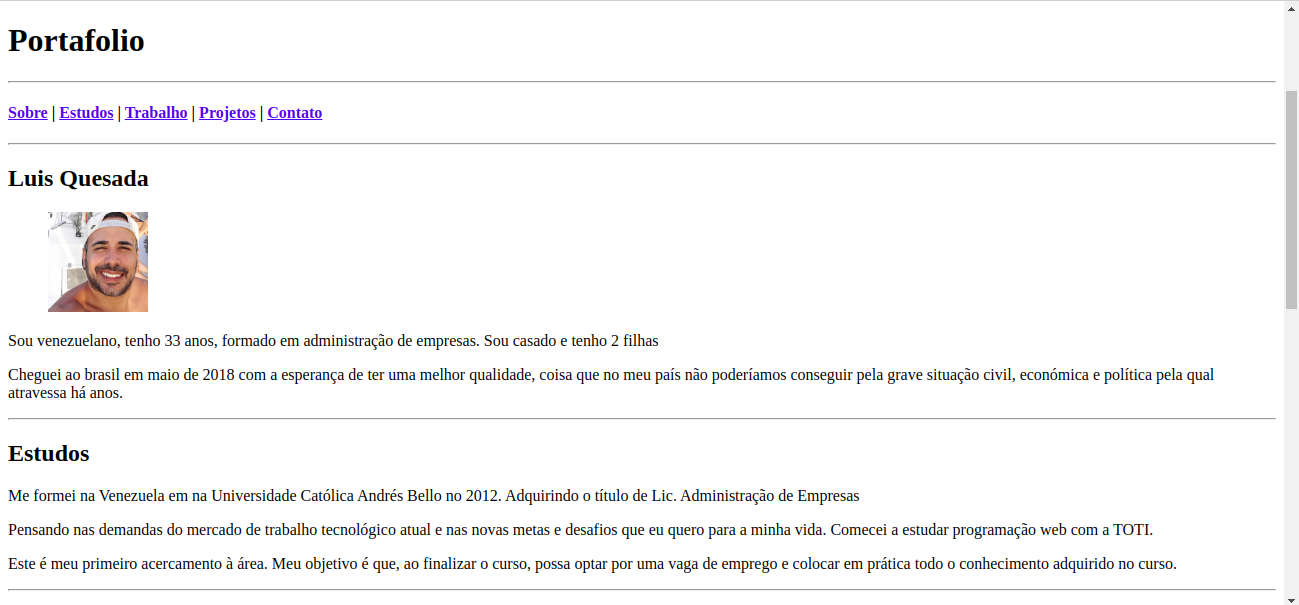 Portafolio
Sobre | Estudos | Trabalho | Projetos | Contato
Luis Quesada
Sou venezuelano, tenho 33 anos, formado em administração de empresas. Sou casado e tenho 2 filhas
Cheguei ao brasil em maio de 2018 com a esperança de ter uma melhor qualidade, coisa que no meu país não poderíamos conseguir pela grave situação civil, económica e política pela qual
atravessa há anos.
Estudos
Me formei na Venezuela em na Universidade Católica Andrés Bello no 2012. Adquirindo o título de Lic. Administração de Empresas
Pensando nas demandas do mercado de trabalho tecnológico atual e nas novas metas e desafios que eu quero para a minha vida. Comecei a estudar programação web com a TOTI.
Este é meu primeiro acercamento à área. Meu objetivo é que, ao finalizar o curso, possa optar por uma vaga de emprego e colocar em prática todo o conhecimento adquirido no curso.